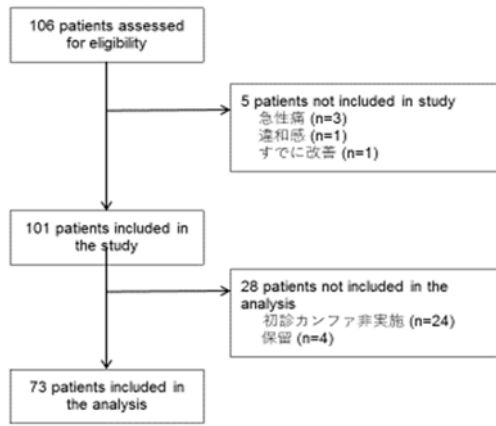 106 patients assessed
for eligibility
5 patients not included in study
急性痛 (n=3)
違和感 (n=1)
すでに改善 (n=1)
101 patients included in
the study
28 patients not included in the
analysis
初診カンファ非実施 (n=24)
保留 (n=4)
73 patients included in
the analysis